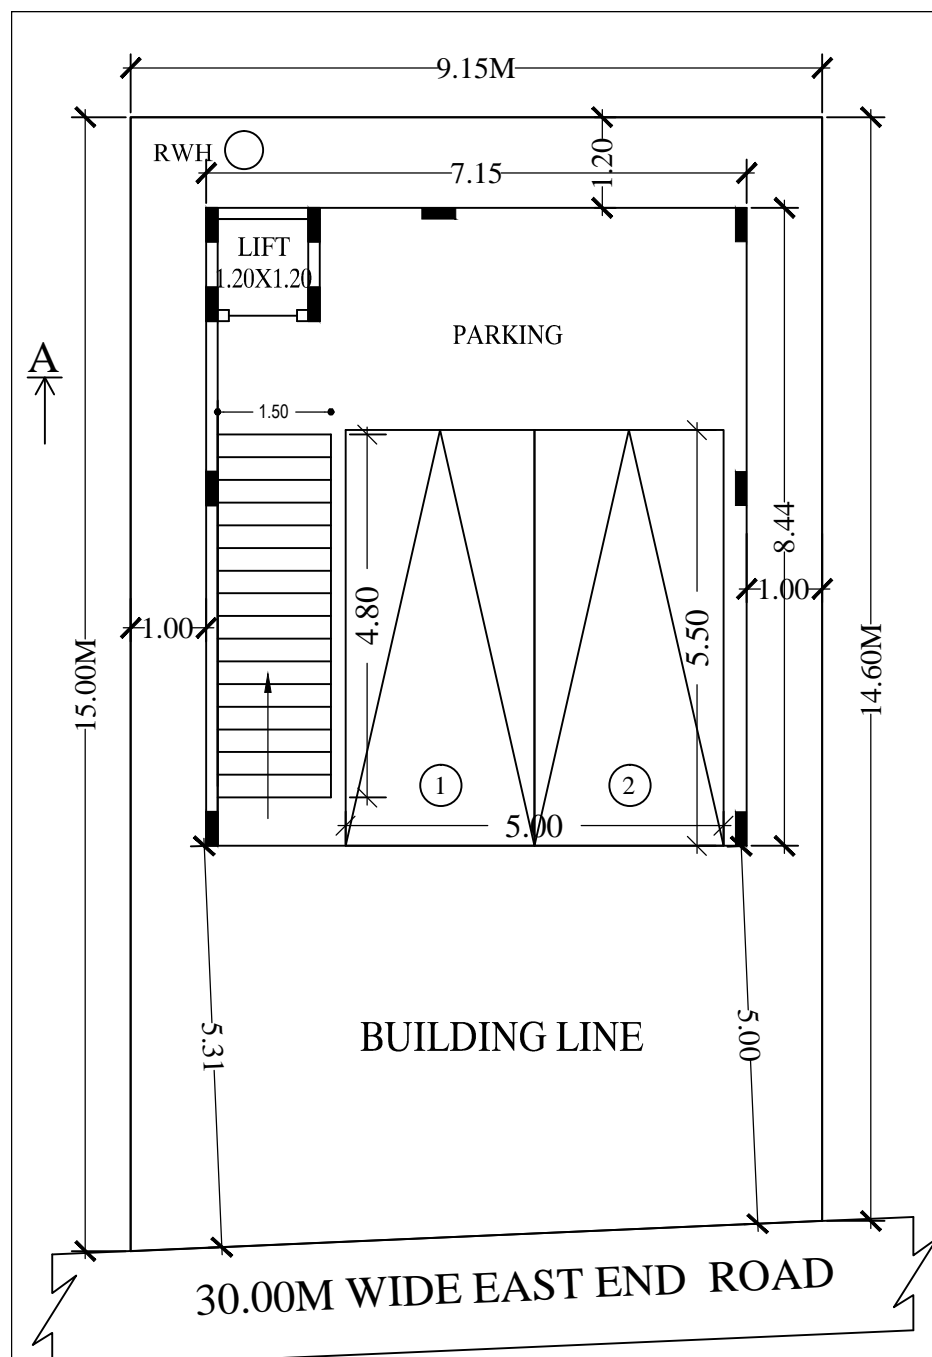 9.15M
RWH
7.15
1.20
LIFT
1.20X1.20
PARKING
A
1.50
8.44
4.80
5.50
1.00
1.00
15.00M
14.60M
1
2
5.00
5.31
5.00
BUILDING LINE
30.00M WIDE EAST END ROAD